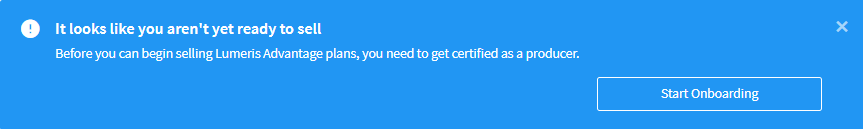 It looks like you aren't yet ready to sell
Before you can begin selling Lumeris Advantage plans, you need to get certified as a producer.
Start Onboarding